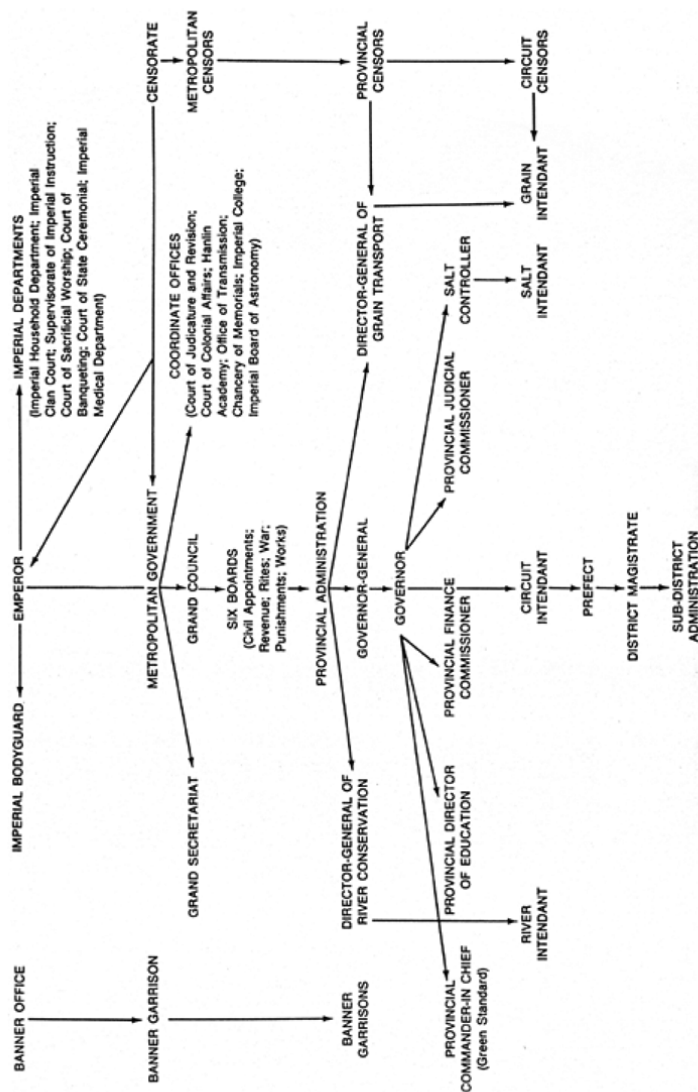 BANNER OFFICE
IMPERIAL BODYGUARD
EMPEROR
IMPERIAL DEPARTMENTS
(Imperial Household Department; Imperial
Clan Court; Supervisorate of Imperial Instruction;
Court of Sacrificial Worship; Court of
Banqueting; Court of State Ceremonial; Imperial
Medical Department)
BANNER GARRISON
METROPOLITAN GOVERNMENT
CENSORATE
GRAND SECRETARIAT
GRAND COUNCIL
COORDINATE OFFICES
(Court of Judicature and Revision;
Court of Colonial Affairs; Hanlin
Academy; Office of Transmission;
Chancery of Memorials; Imperial College;
Imperial Board of Astronomy)
METROPOLITAN
CENSORS
SIX BOARDS
(Civil Appointments;
Revenue; Rites; War;
Punishments; Works)
PROVINCIAL ADMINISTRATION
BANNER
GARRISONS
DIRECTOR-GENERAL OF
RIVER CONSERVATION
GOVERNOR-GENERAL
DIRECTOR-GENERAL OF
GRAIN TRANSPORT
PROVINCIAL
CENSORS
GOVERNOR
PROVINCIAL
COMMANDER-IN CHIEF
(Green Standard)
PROVINCIAL DIRECTOR
OF EDUCATION
PROVINCIAL FINANCE
COMMISSIONER
PROVINCIAL JUDICIAL
COMMISSIONER
SALT
CONTROLLER
RIVER
INTENDANT
CIRCUIT
INTENDANT
SALT
INTENDANT
GRAIN
INTENDANT
CIRCUIT
CENSORS
PREFECT
DISTRICT MAGISTRATE
SUB-DISTRICT
ADMINISTRATION